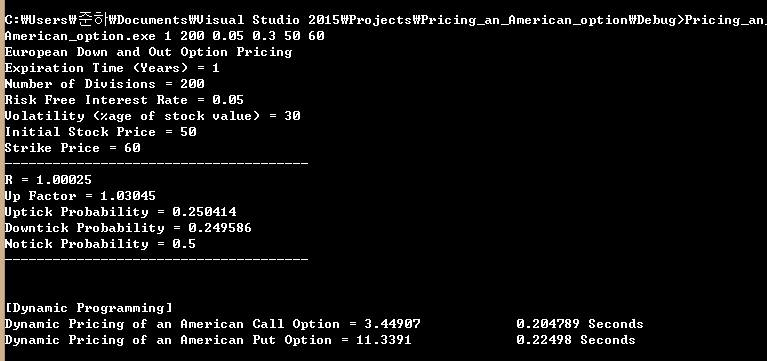 C:\Users\준하\Documents\Visual Studio 2015\Projects\Pricing_an_American_option\Debug>Pricing_an_
American_option.exe 1 200 0.05 0.3 50 60
European Down and Out Option Pricing
Expiration Time (Years) = 1
Number of Divisions = 200
Risk Free Interest Rate = 0.05
Volatility (%age of stock value) = 30
Initial Stock Price = 50
Strike Price = 60
--------------------------------------
R = 1.00025
Up Factor = 1.03045
Uptick Probability = 0.250414
Downtick Probability = 0.249586
Notick Probability = 0.5
--------------------------------------
[Dynamic Programming]
Dynamic Pricing of an American Call Option = 3.44907 0.204789 Seconds
Dynamic Pricing of an American Put Option = 11.3391 0.22498 Seconds